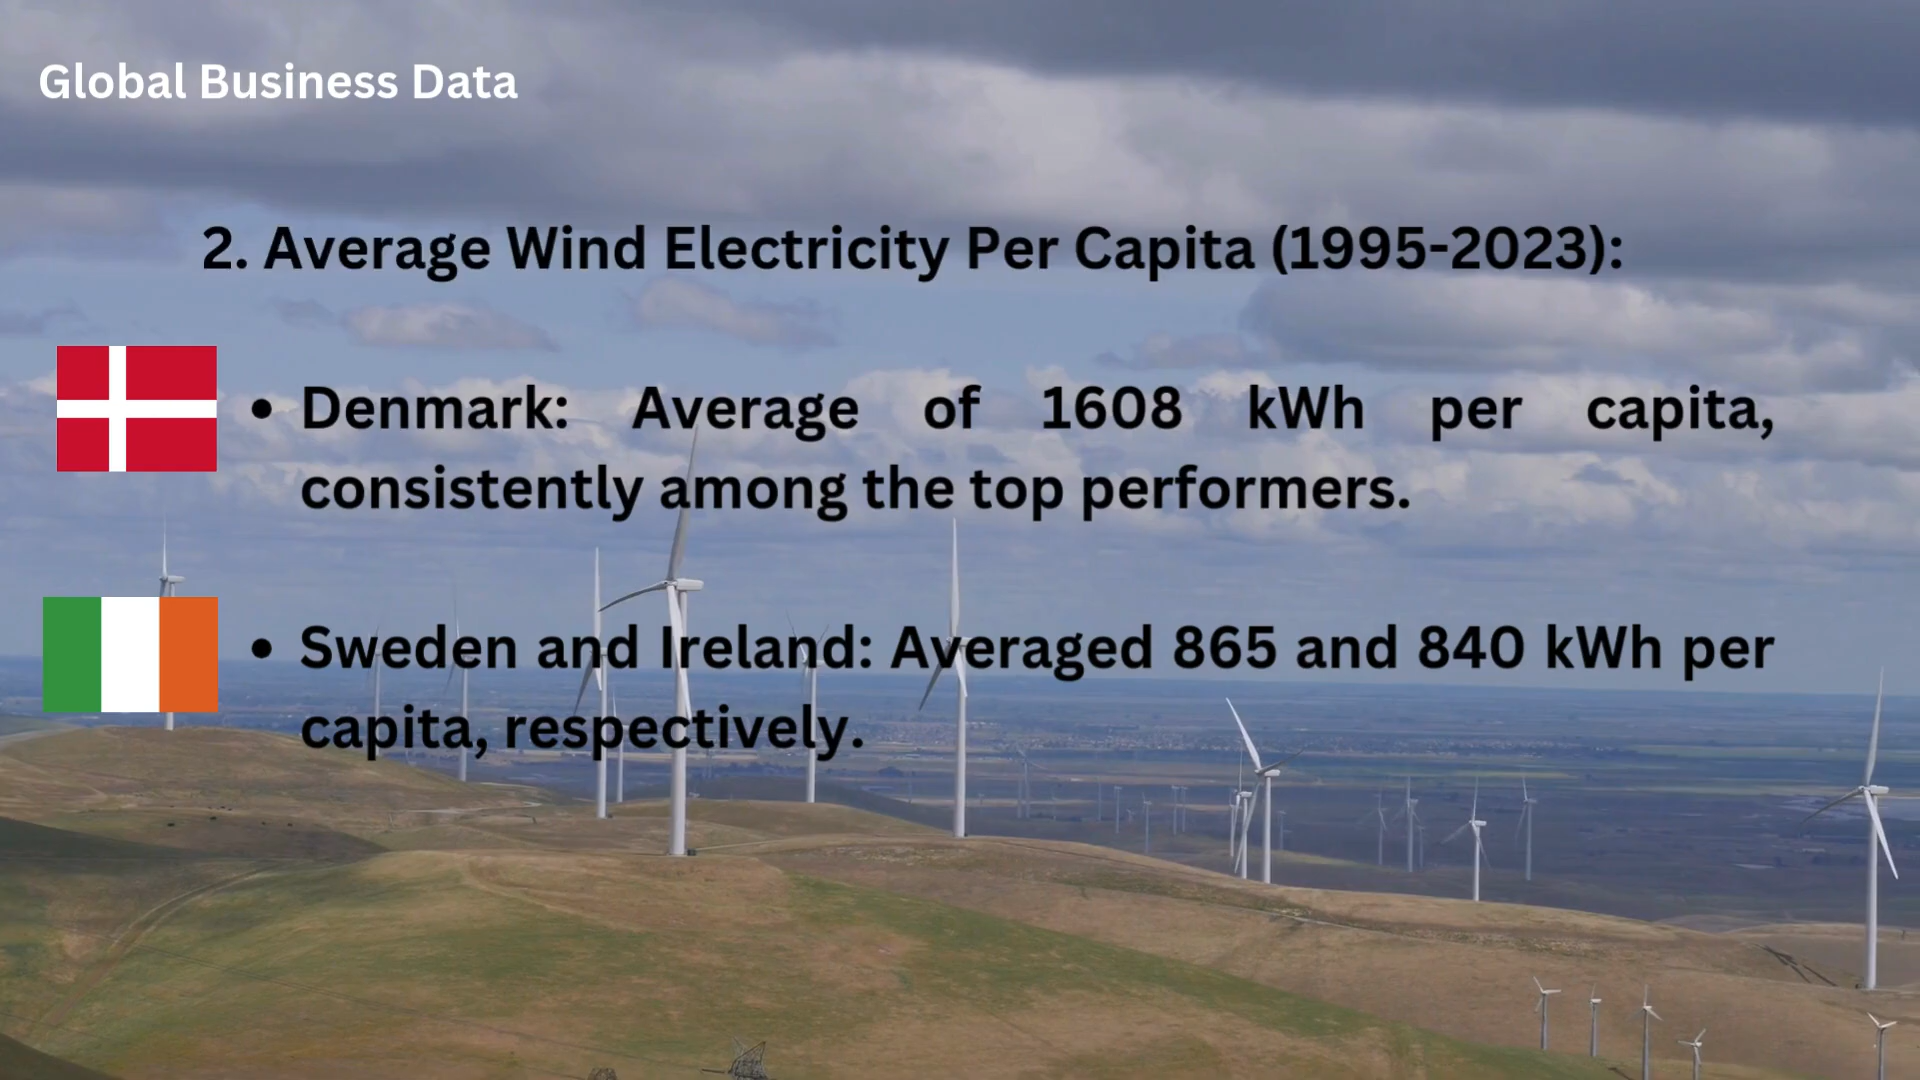 Global Business Data
2. Average Wind Electricity Per Capita (1995-2023):
• Denmark: Average of 1608 kWh per capita,
consistently among the top performers.
• Sweden and Ireland: Averaged 865 and 840 kWh per
capita, respectively.